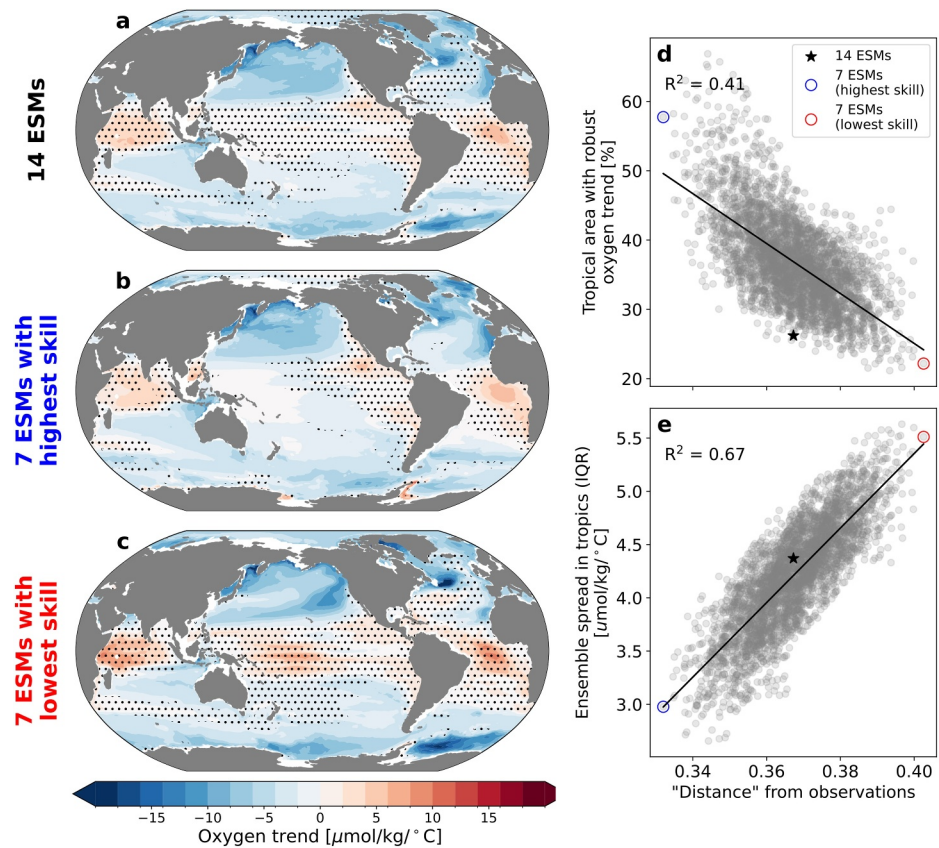 a
14 ESMs
b
7 ESMs with
highest skill
c
7 ESMs with
lowest skill
−15
−10
−5
0
5
10
15
Oxygen trend [μmol/kg/°C]
d
R² = 0.41
14 ESMs
7 ESMs
(highest skill)
7 ESMs
(lowest skill)
60
50
40
30
20
Tropical area with robust
oxygen trend [%]
e
R² = 0.67
5.5
5.0
4.5
4.0
3.5
3.0
Ensemble spread in tropics (IQR)
[μmol/kg/°C]
0.34
0.36
0.38
0.40
"Distance" from observations